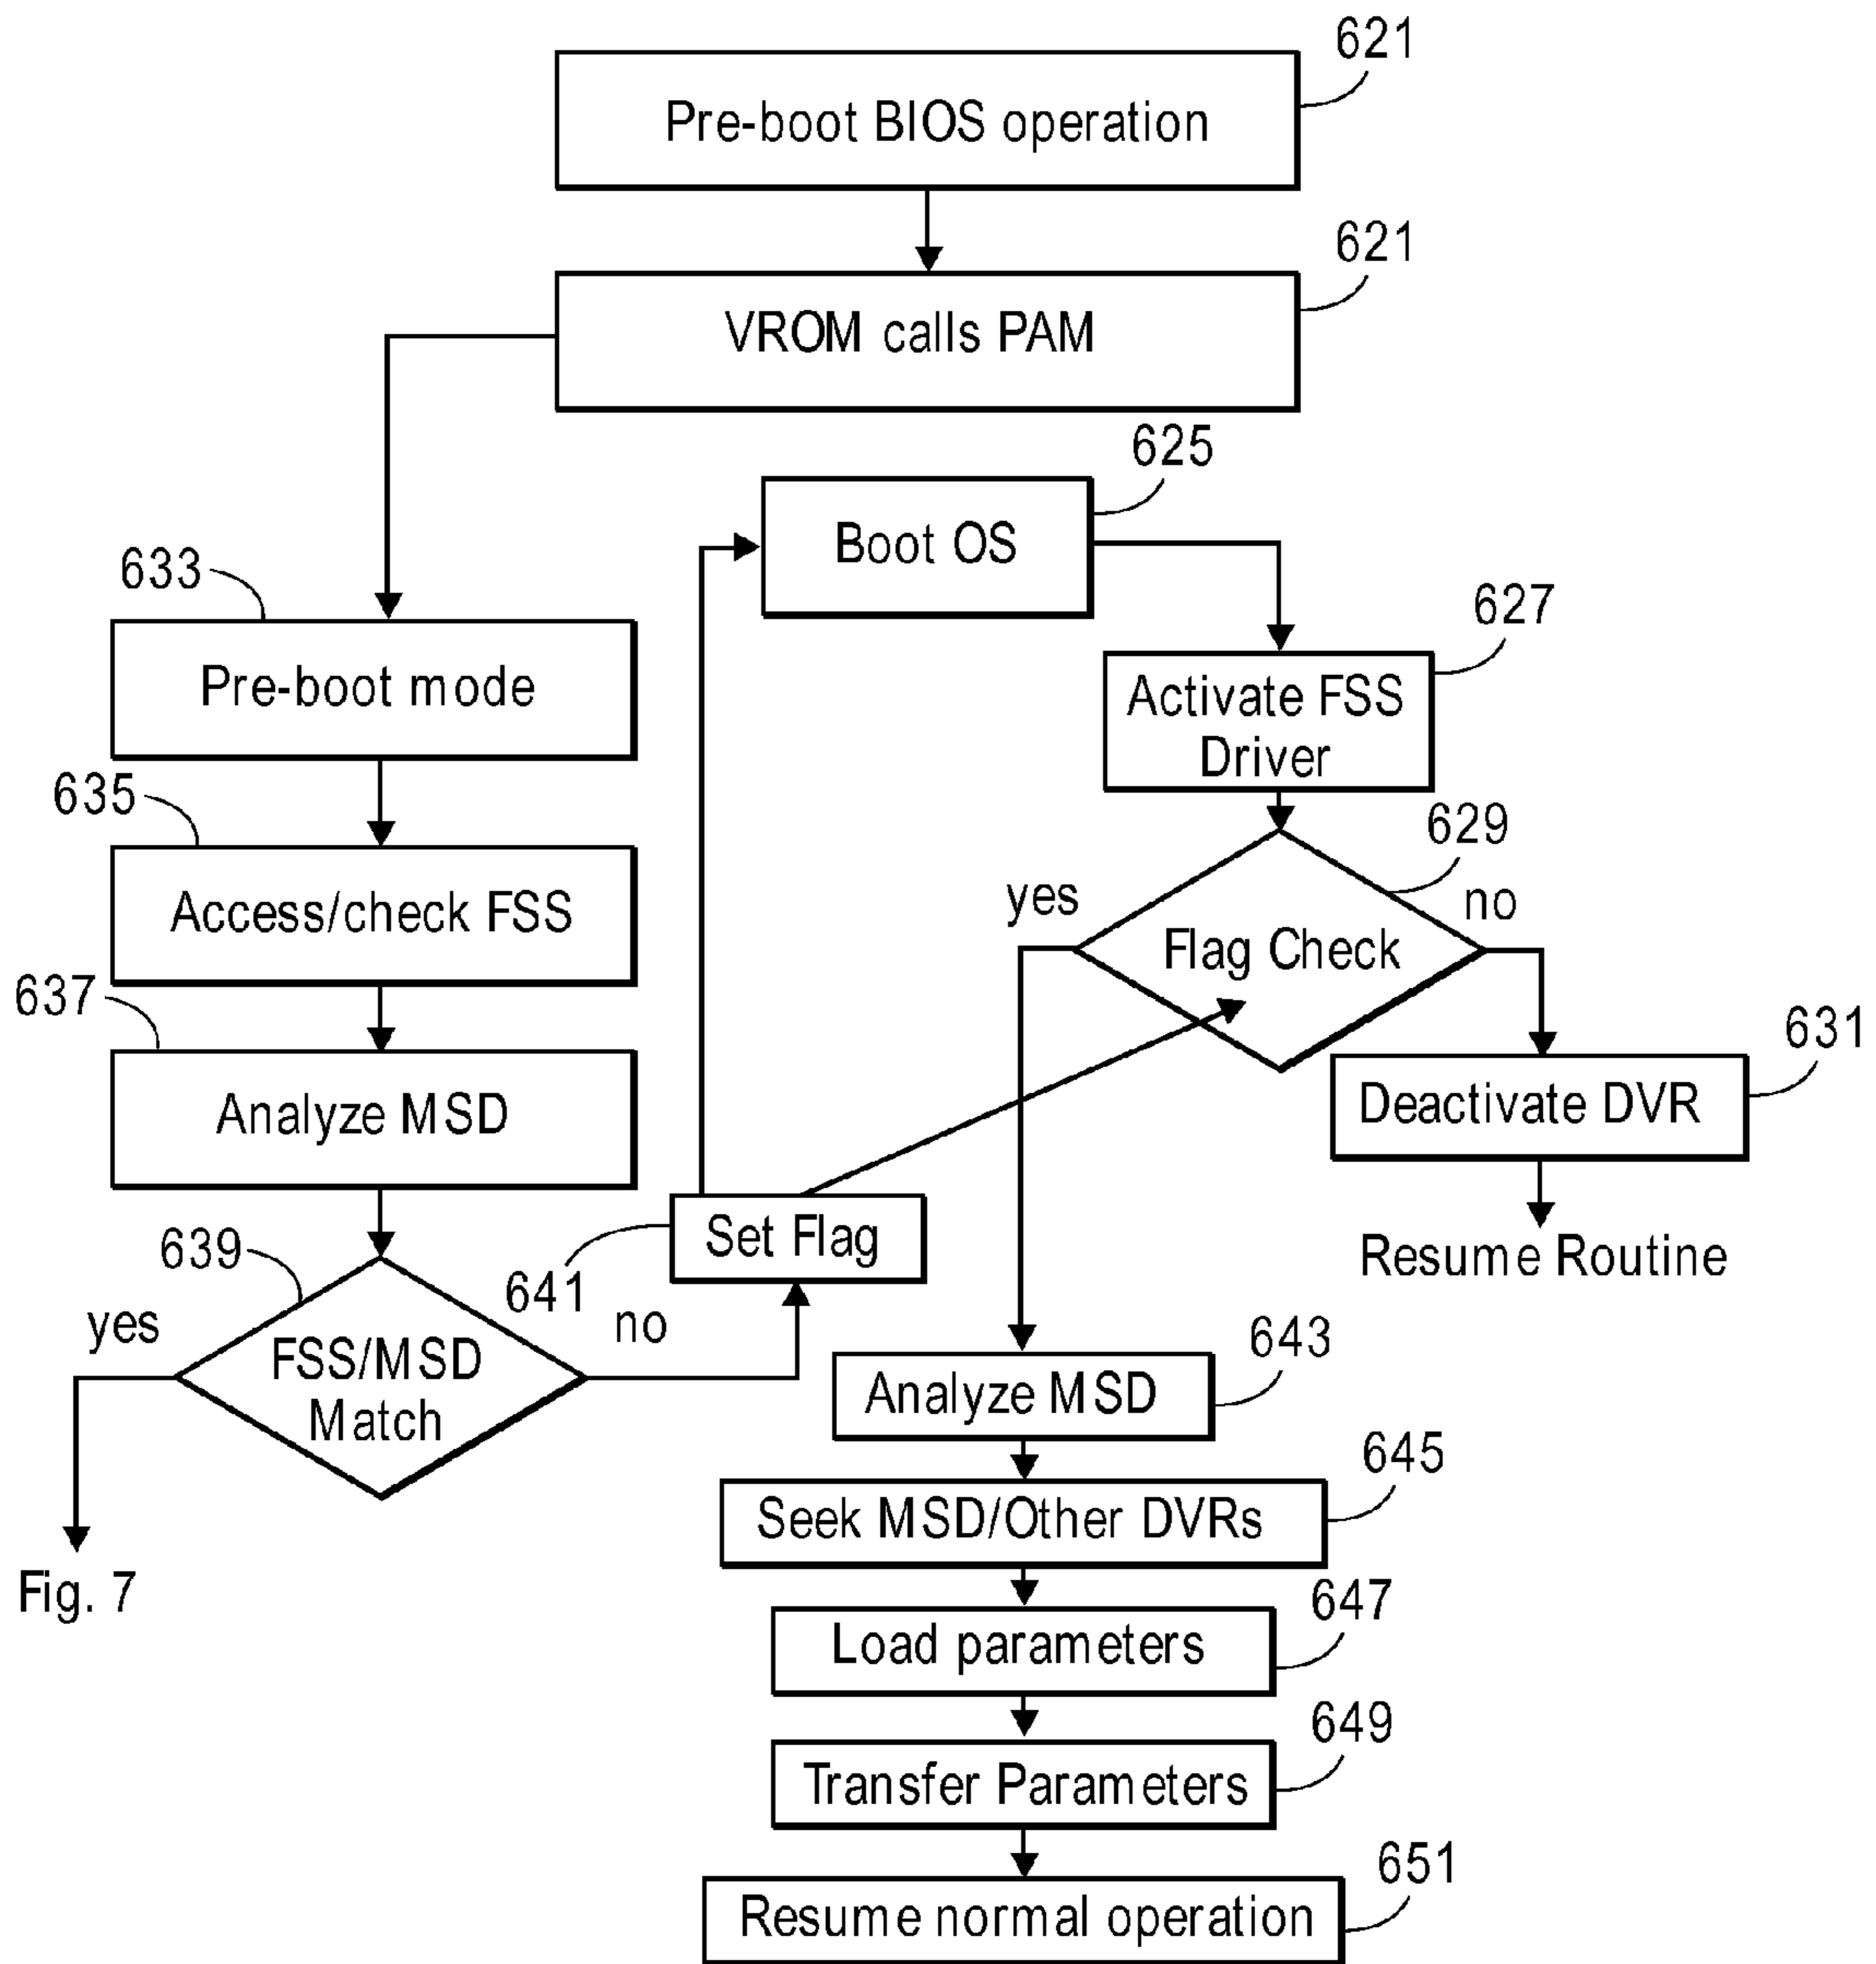 621
Pre-boot BIOS operation
621
VROM calls PAM
625
Boot OS
633
Pre-boot mode
627
Activate FSS
Driver
635
Access/check FSS
629
yes
no
Flag Check
637
Analyze MSD
631
Deactivate DVR
Resume Routine
641
Set Flag
639
yes
no
FSS/MSD
Match
Fig. 7
643
Analyze MSD
645
Seek MSD/Other DVRs
647
Load parameters
649
Transfer Parameters
651
Resume normal operation